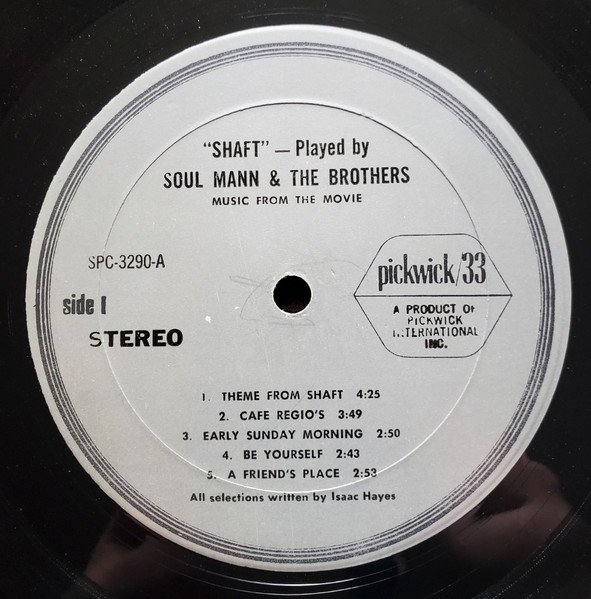 "SHAFT" — Played by
SOUL MANN & THE BROTHERS
MUSIC FROM THE MOVIE
SPC-3290-A
side 1
STEREO
pickwick/33
A PRODUCT OF
PICKWICK
INTERNATIONAL
INC.
1. THEME FROM SHAFT 4:25
2. CAFE REGIO'S 3:49
3. EARLY SUNDAY MORNING 2:50
4. BE YOURSELF 2:43
5. A FRIEND'S PLACE 2:53
All selections written by Isaac Hayes